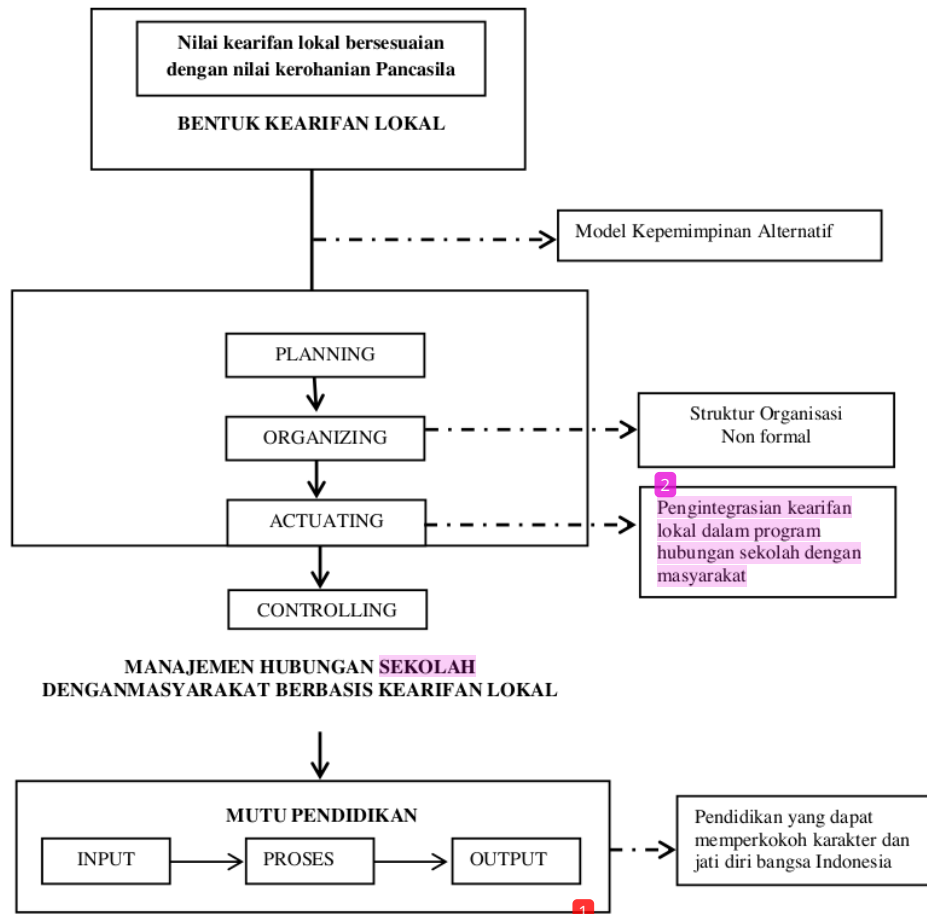 Nilai kearifan lokal bersesuaian
dengan nilai kerohanian Pancasila
BENTUK KEARIFAN LOKAL
Model Kepemimpinan Alternatif
PLANNING
ORGANIZING
Struktur Organisasi
Non formal
2
ACTUATING
Pengintegrasian kearifan
lokal dalam program
hubungan sekolah dengan
masyarakat
CONTROLLING
MANAJEMEN HUBUNGAN SEKOLAH
DENGANMASYARAKAT BERBASIS KEARIFAN LOKAL
MUTU PENDIDIKAN
INPUT
PROSES
OUTPUT
Pendidikan yang dapat
memperkokoh karakter dan
jati diri bangsa Indonesia
1